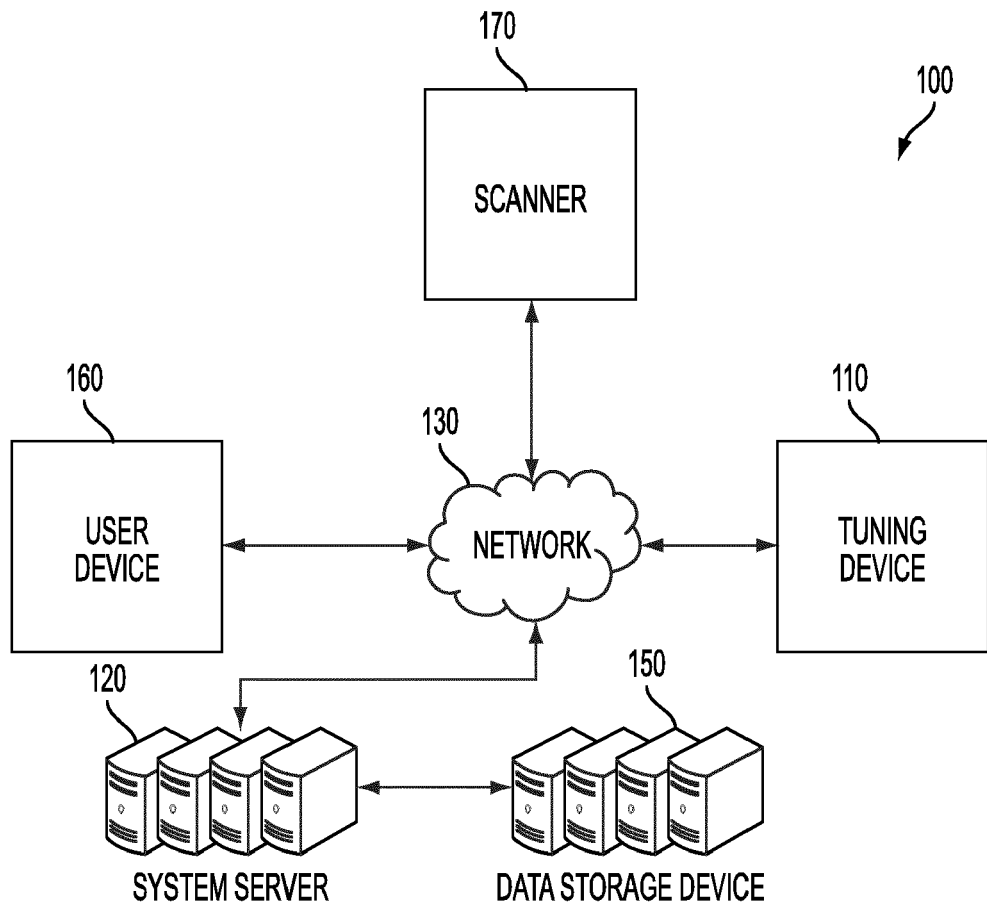 170
100
SCANNER
160
110
130
USER
DEVICE
NETWORK
TUNING
DEVICE
120
150
SYSTEM SERVER
DATA STORAGE DEVICE